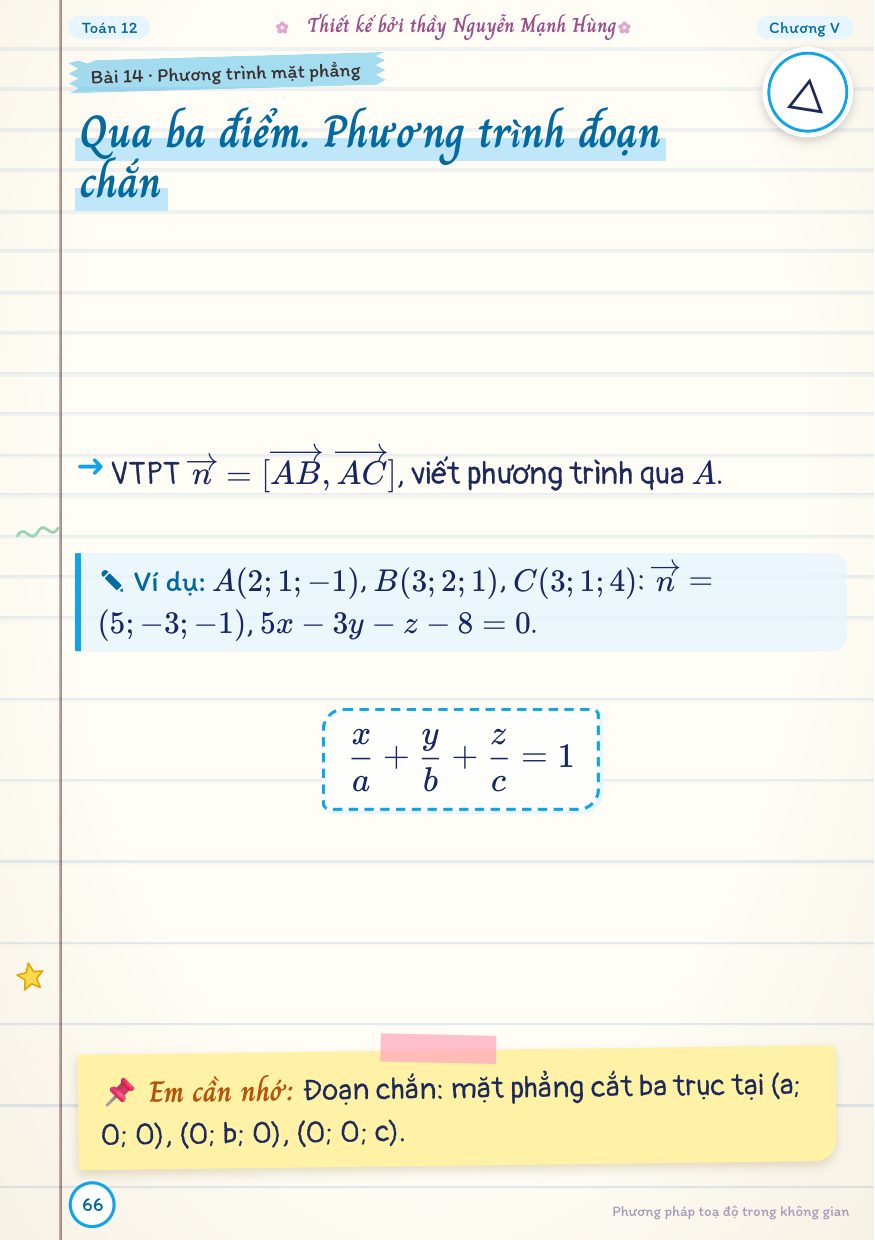 Toán 12
Thiết kế bởi thầy Nguyễn Mạnh Hùng
Chương V
Bài 14 · Phương trình mặt phẳng
Qua ba điểm. Phương trình đoạn
chắn
→ VTPT $\overrightarrow{n} = [\overrightarrow{AB}, \overrightarrow{AC}]$, viết phương trình qua $A$.
Ví dụ: $A(2; 1; -1)$, $B(3; 2; 1)$, $C(3; 1; 4)$: $\overrightarrow{n} =$
$(5; -3; -1)$, $5x - 3y - z - 8 = 0$.
$\frac{x}{a} + \frac{y}{b} + \frac{z}{c} = 1$
Em cần nhớ: Đoạn chắn: mặt phẳng cắt ba trục tại (a;
0; 0), (0; b; 0), (0; 0; c).
66
Phương pháp toạ độ trong không gian